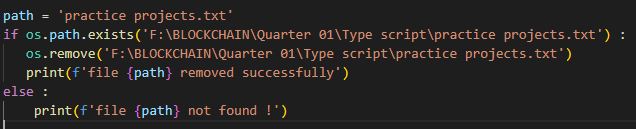 path = 'practice projects.txt'
if os.path.exists('F:\BLOCKCHAIN\Quarter 01\Type script\practice projects.txt') :
    os.remove('F:\BLOCKCHAIN\Quarter 01\Type script\practice projects.txt')
    print(f'file {path} removed successfully')
else :
     print(f'file {path} not found !')